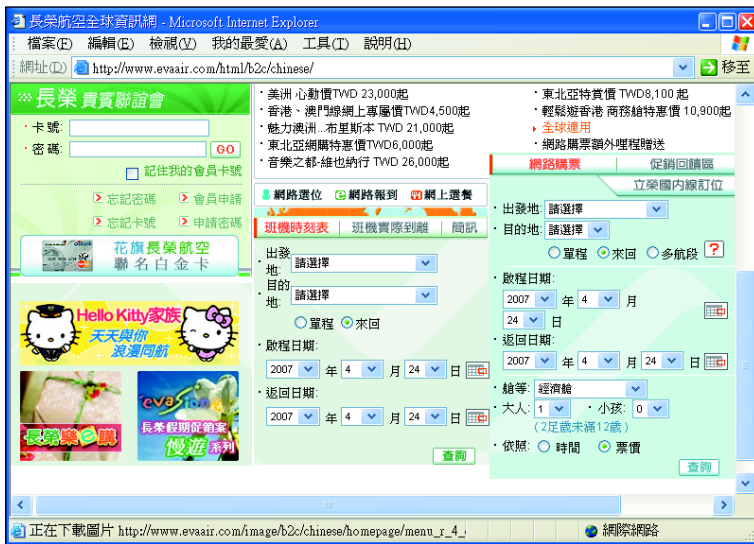 長榮航空全球資訊網 - Microsoft Internet Explorer
檔案(F) 編輯(E) 檢視(V) 我的最愛(A) 工具(T) 說明(H)
網址(D) http://www.evaair.com/html/b2c/chinese/ 移至
長榮 貴賓聯誼會
·卡號:
·密碼: GO
記住我的會員卡號
忘記密碼 會員申請
忘記卡號 申請密碼
花旗長榮航空
聯名白金卡
Hello Kitty家族
天天與你
浪漫同航
長榮樂e購
evasion
長榮假期促銷案
慢遊系列
·美洲 心動價TWD 23,000起
·香港、澳門線網上專屬價TWD4,500起
·魅力澳洲...布里斯本 TWD 21,000起
·東北亞網購特惠價TWD6,000起
·音樂之都-維也納行 TWD 26,000起
·東北亞特賞價 TWD8,100 起
·輕鬆遊香港 商務艙特惠價 10,900起
全球適用
·網路購票額外哩程贈送
網路選位 網路報到 網上選餐
班機時刻表 | 班機實際到離 | 簡訊
·出發地: 請選擇
·目的地: 請選擇
單程 來回
·啟程日期:
2007 年 4 月 24 日
·返回日期:
2007 年 4 月 24 日
查詢
網路購票 | 促銷回饋區
立榮國內線訂位
·出發地: 請選擇
·目的地: 請選擇
單程 來回 多航段 ?
·啟程日期:
2007 年 4 月
24 日
·返回日期:
2007 年 4 月 24 日
·艙等: 經濟艙
·大人: 1 ·小孩: 0
(2足歲未滿12歲)
·依照: 時間 票價
查詢
正在下載圖片 http://www.evaair.com/image/b2c/chinese/homepage/menu_r_4_ 網際網路